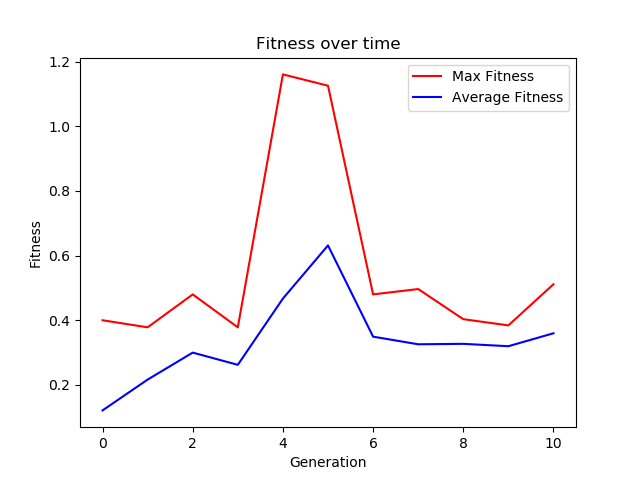 Fitness over time
Max Fitness
Average Fitness
1.2
1.0
0.8
0.6
0.4
0.2
Fitness
0 2 4 6 8 10
Generation